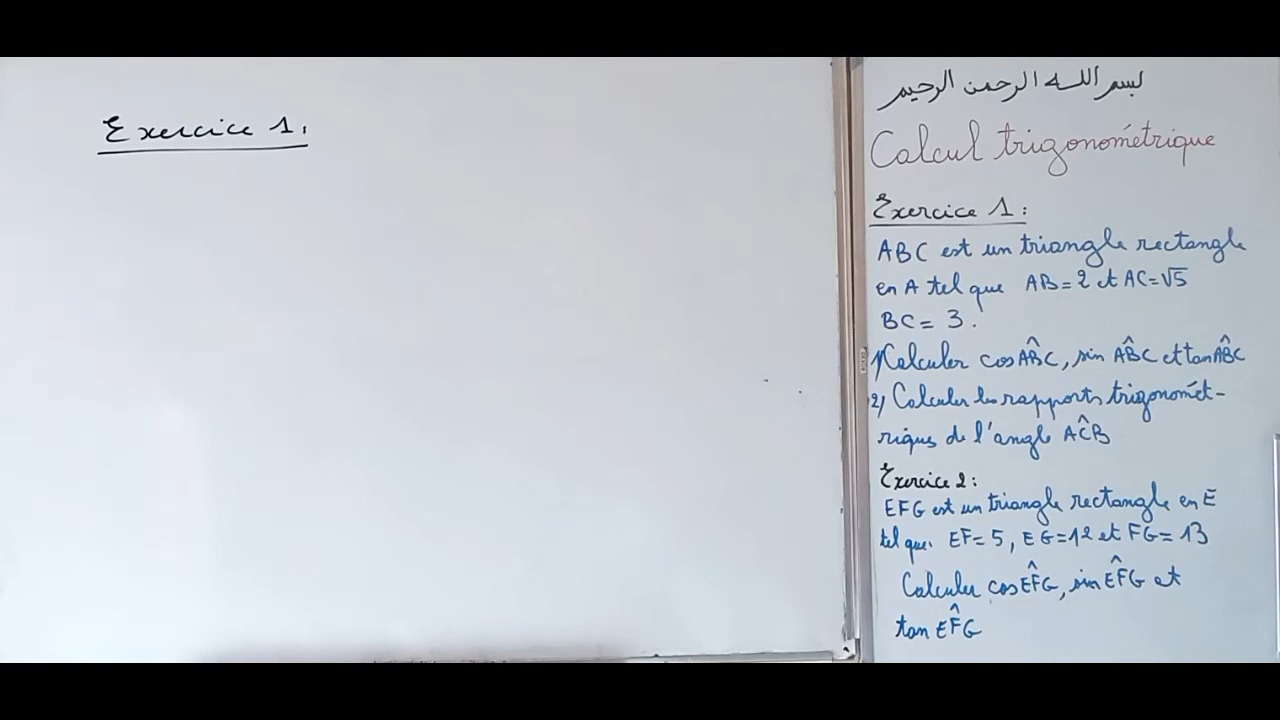 Exercice 1:
بسم الله الرحمن الرحيم
Calcul trigonométrique
Exercice 1:
ABC est un triangle rectangle
en A tel que AB=2 et AC=√5
BC= 3.
1) Calculer cos AB̂C, sin AB̂C et tan AB̂C
2) Calculer les rapports trigonomét-
riques de l'angle AĈB
Exercice 2:
EFG est un triangle rectangle en E
tel que. EF= 5, EG=12 et FG= 13
Calculer cos EF̂G, sin EF̂G et
tan EF̂G